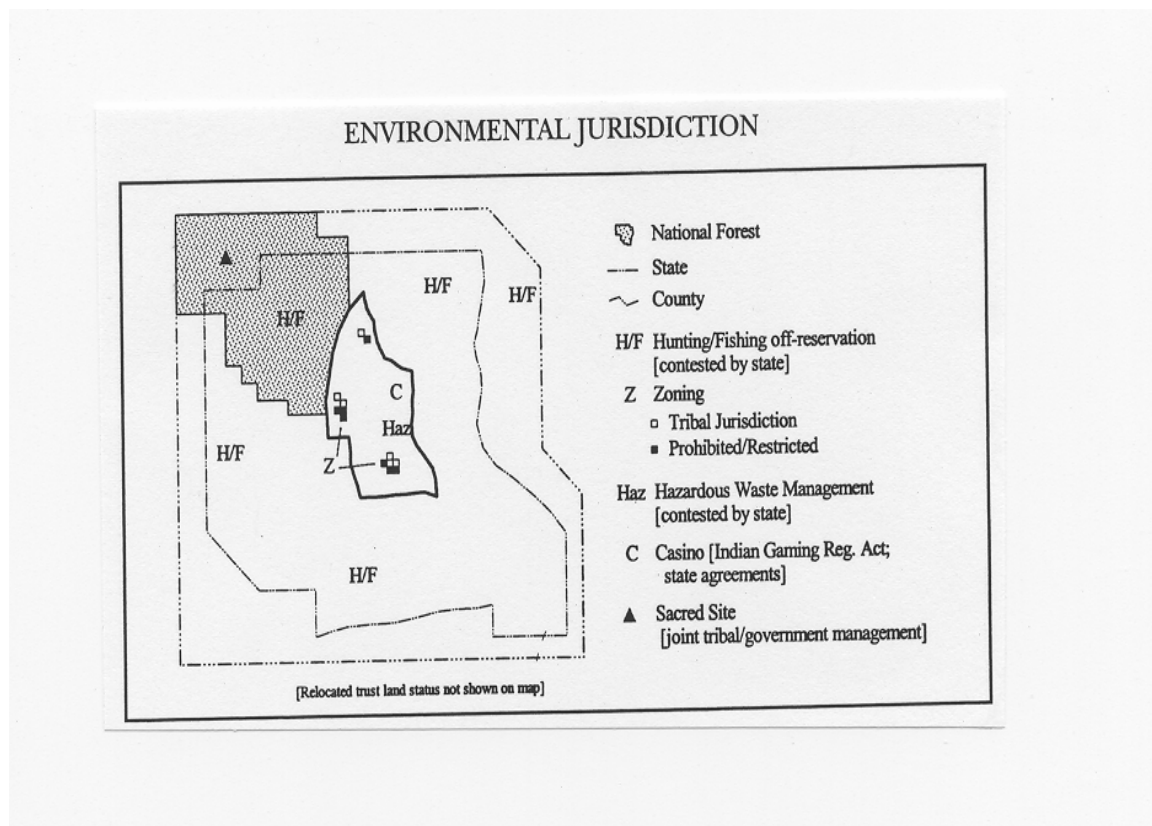 ENVIRONMENTAL JURISDICTION
H/F
H/F
H/F
C
Haz
H/F
Z
H/F
[Relocated trust land status not shown on map]
National Forest
State
County
H/F Hunting/Fishing off-reservation
[contested by state]
Z Zoning
Tribal Jurisdiction
Prohibited/Restricted
Haz Hazardous Waste Management
[contested by state]
C Casino [Indian Gaming Reg. Act;
state agreements]
Sacred Site
[joint tribal/government management]